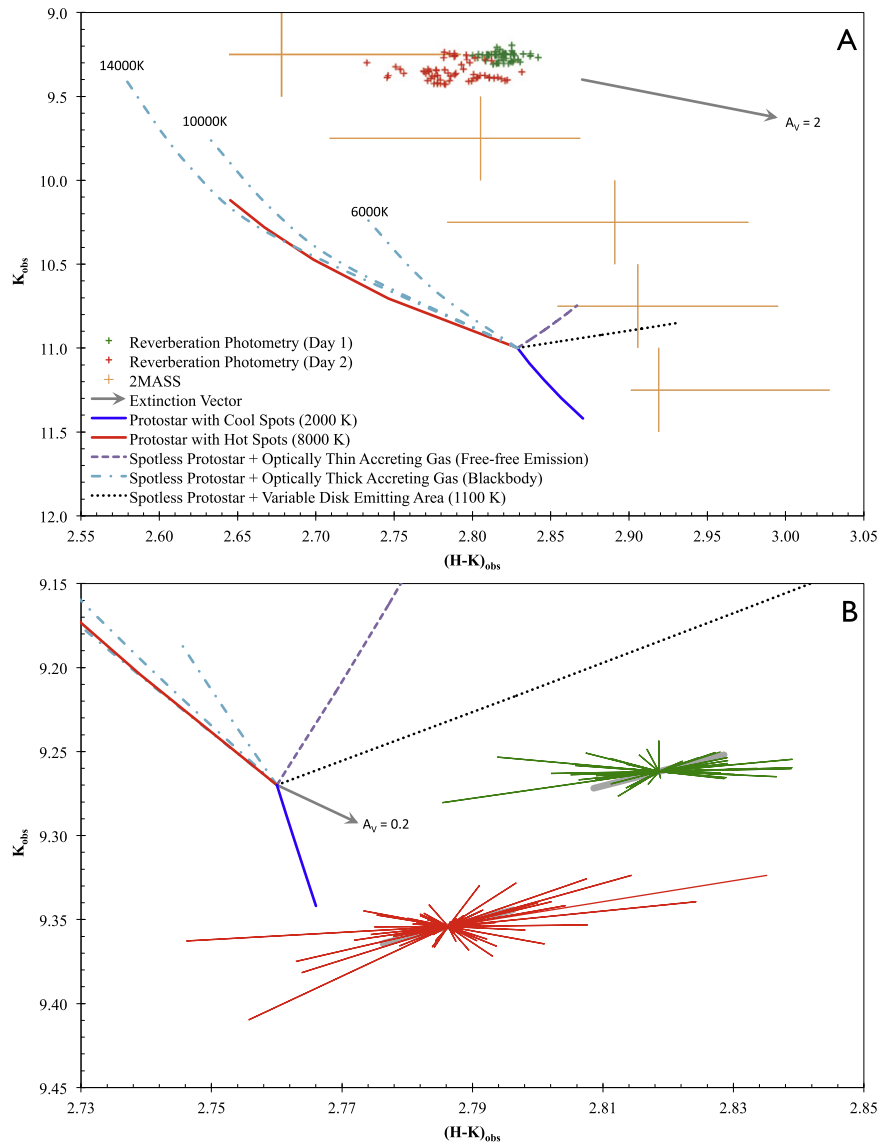 A
9.0
9.5
10.0
10.5
11.0
11.5
12.0
K_obs
14000K
10000K
6000K
A_V = 2
Reverberation Photometry (Day 1)
Reverberation Photometry (Day 2)
2MASS
Extinction Vector
Protostar with Cool Spots (2000 K)
Protostar with Hot Spots (8000 K)
Spotless Protostar + Optically Thin Accreting Gas (Free-free Emission)
Spotless Protostar + Optically Thick Accreting Gas (Blackbody)
Spotless Protostar + Variable Disk Emitting Area (1100 K)
2.55 2.60 2.65 2.70 2.75 2.80 2.85 2.90 2.95 3.00 3.05
(H-K)_obs
B
9.15
9.20
9.25
9.30
9.35
9.40
9.45
K_obs
A_V = 0.2
2.73 2.75 2.77 2.79 2.81 2.83 2.85
(H-K)_obs